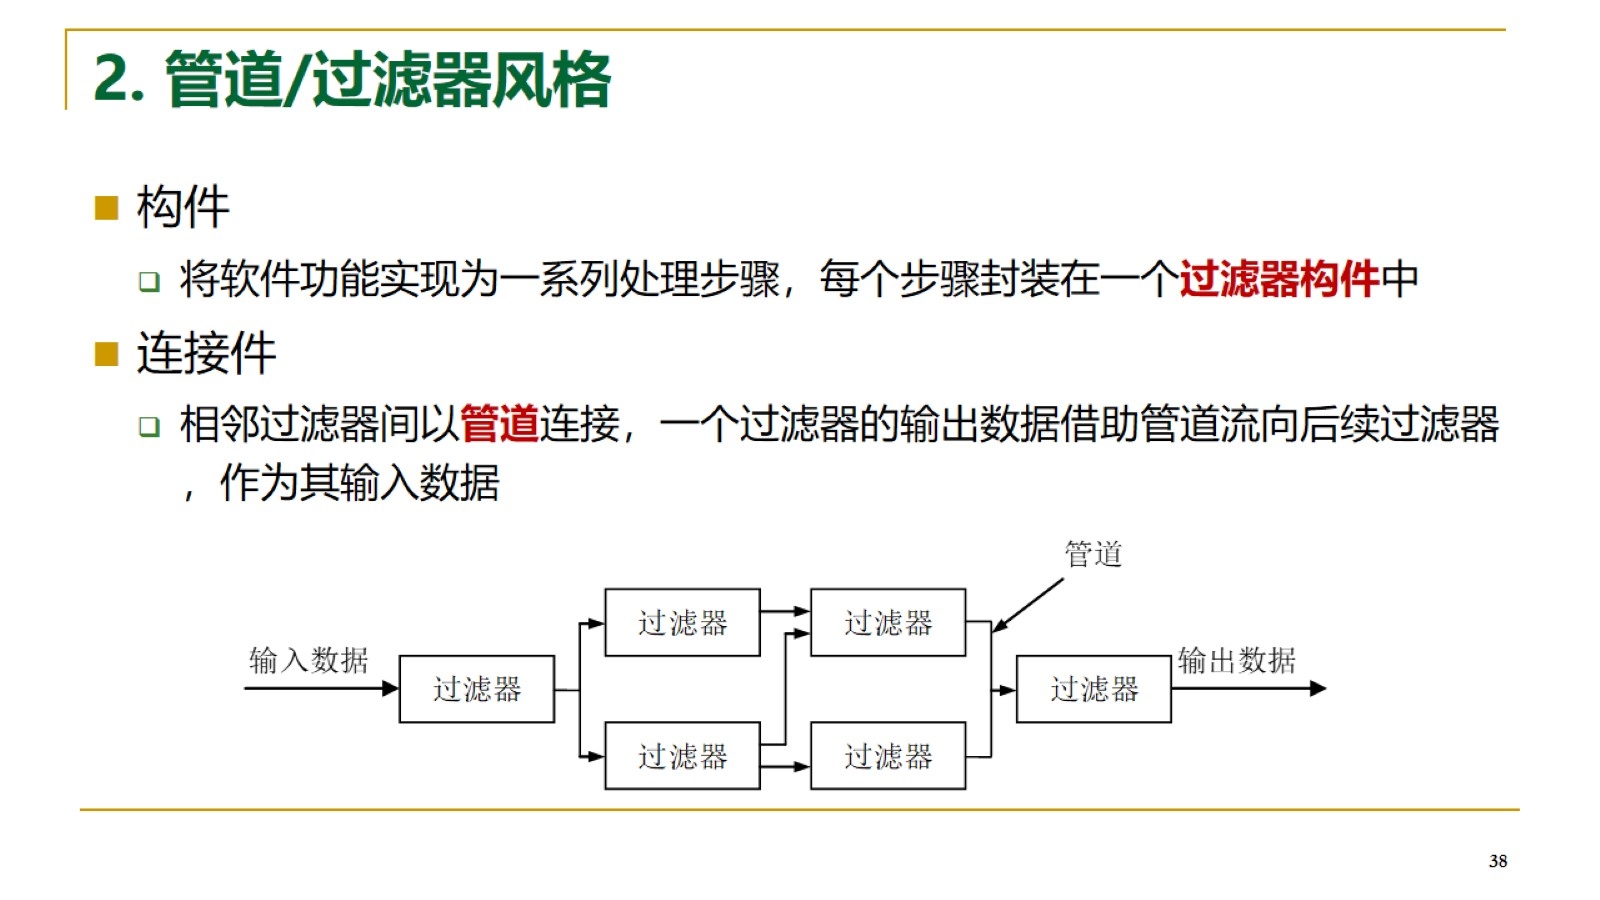 2. 管道/过滤器风格
构件
将软件功能实现为一系列处理步骤，每个步骤封装在一个过滤器构件中
连接件
相邻过滤器间以管道连接，一个过滤器的输出数据借助管道流向后续过滤器
，作为其输入数据
管道
过滤器
过滤器
输入数据
过滤器
过滤器
输出数据
过滤器
过滤器
38